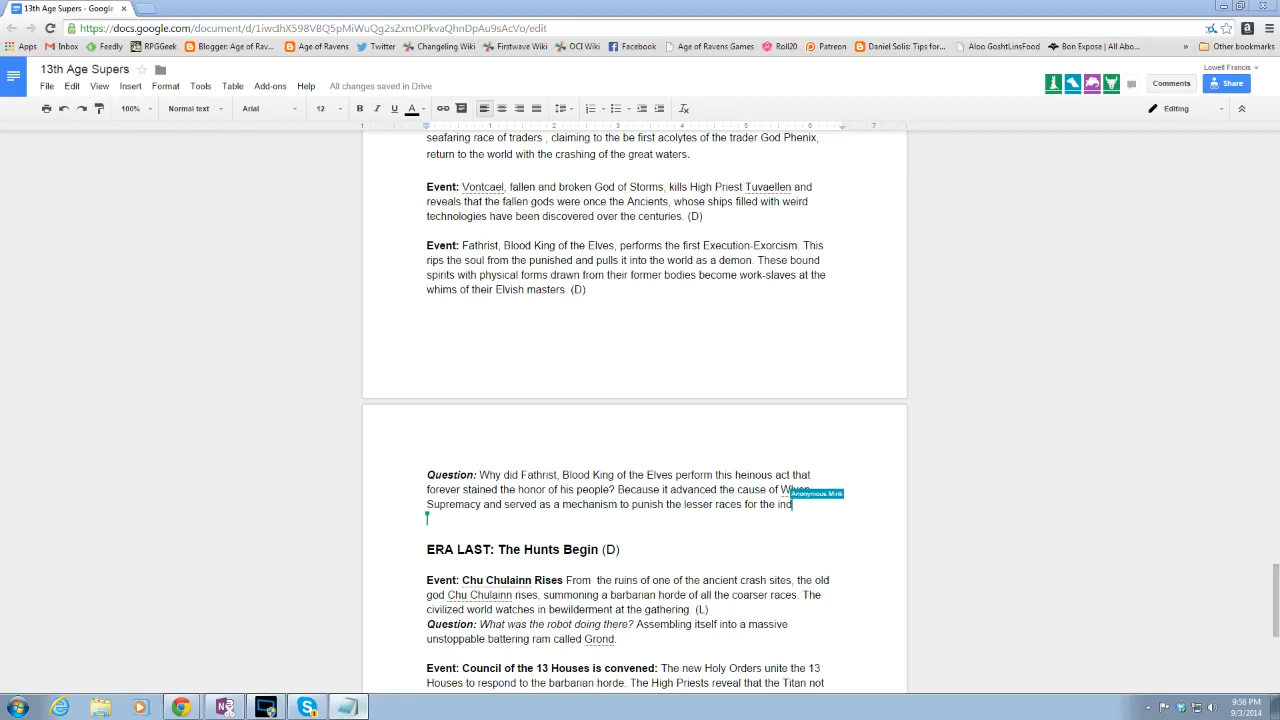 13th Age Supers - Google
https://docs.google.com/document/d/1iwcthX598VBQ5pMiWuQg2sZxmOPkvaQhnDpAu9sAcVo/edit
Apps Inbox Feedly RPGGeek Blogger: Age of Rav... Age of Ravens Twitter Changeling Wiki Firstwave Wiki OCI Wiki Facebook Age of Ravens Games Roll20 Patreon Daniel Solis: Tips for... Aloo GoshtLinsFood Bon Expose | All Abo... » Other bookmarks
13th Age Supers
Lowell Francis
File Edit View Insert Format Tools Table Add-ons Help All changes saved in Drive
Comments Share
100% Normal text Arial 12 Editing
1 1 2 3 4 5 6 7
seafaring race of traders , claiming to the be first acolytes of the trader God Phenix,
return to the world with the crashing of the great waters.
Event: Vontcael, fallen and broken God of Storms, kills High Priest Tuvaellen and
reveals that the fallen gods were once the Ancients, whose ships filled with weird
technologies have been discovered over the centuries. (D)
Event: Fathrist, Blood King of the Elves, performs the first Execution-Exorcism. This
rips the soul from the punished and pulls it into the world as a demon. These bound
spirits with physical forms drawn from their former bodies become work-slaves at the
whims of their Elvish masters. (D)
Question: Why did Fathrist, Blood King of the Elves perform this heinous act that
forever stained the honor of his people? Because it advanced the cause of
Anonymous Mink
Supremacy and served as a mechanism to punish the lesser races for the ind
ERA LAST: The Hunts Begin (D)
Event: Chu Chulainn Rises From the ruins of one of the ancient crash sites, the old
god Chu Chulainn rises, summoning a barbarian horde of all the coarser races. The
civilized world watches in bewilderment at the gathering. (L)
Question: What was the robot doing there? Assembling itself into a massive
unstoppable battering ram called Grond.
Event: Council of the 13 Houses is convened: The new Holy Orders unite the 13
Houses to respond to the barbarian horde. The High Priests reveal that the Titan not
9:58 PM
9/3/2014